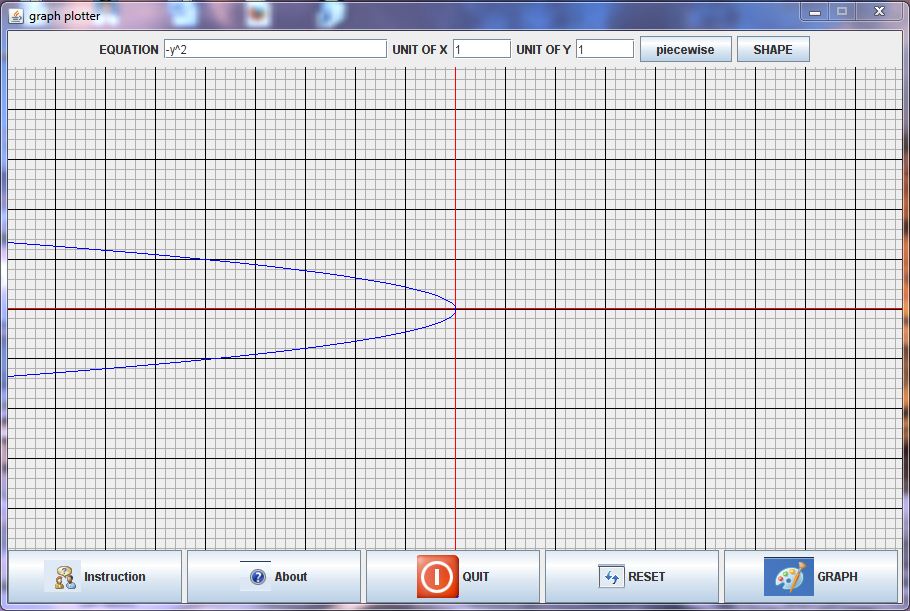 graph plotter
EQUATION -y^2 UNIT OF X 1 UNIT OF Y 1 piecewise SHAPE
Instruction About QUIT RESET GRAPH